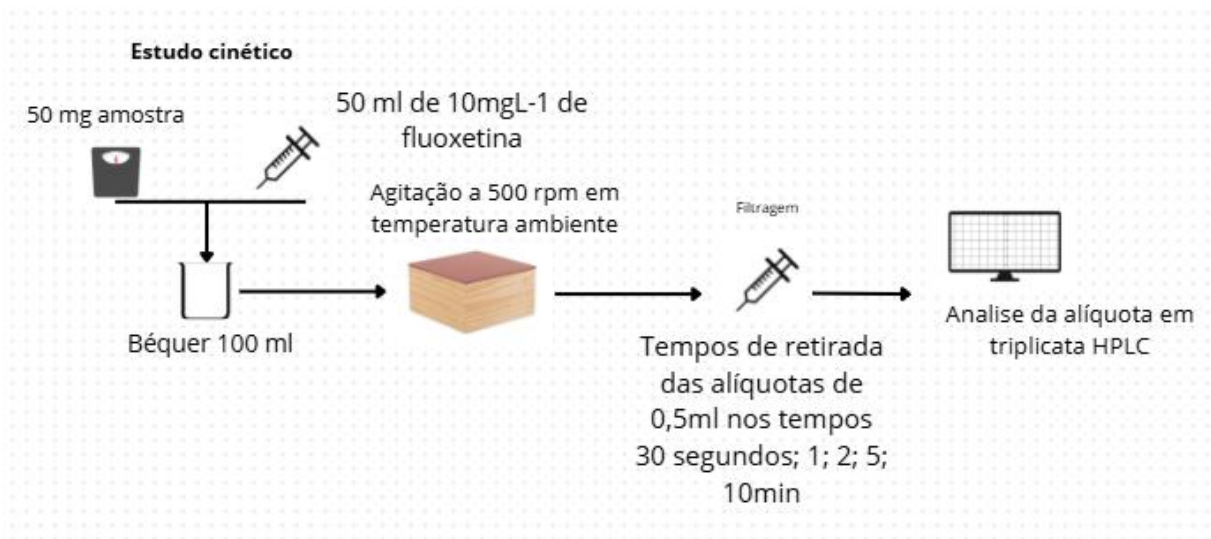 Estudo cinético
50 mg amostra
50 ml de 10mgL-1 de
fluoxetina
Agitação a 500 rpm em
temperatura ambiente
Béquer 100 ml
Filtragem
Tempos de retirada
das alíquotas de
0,5ml nos tempos
30 segundos; 1; 2; 5;
10min
Analise da alíquota em
triplicata HPLC